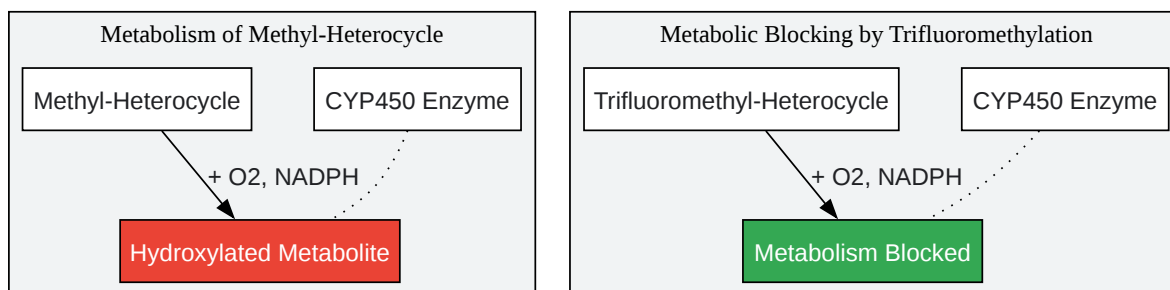 Metabolism of Methyl-Heterocycle
Methyl-Heterocycle
CYP450 Enzyme
+ O2, NADPH
Hydroxylated Metabolite
Metabolic Blocking by Trifluoromethylation
Trifluoromethyl-Heterocycle
CYP450 Enzyme
+ O2, NADPH
Metabolism Blocked